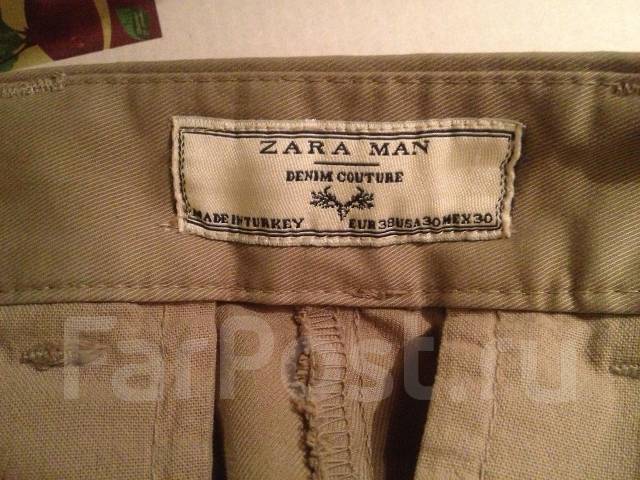 ZARA MAN
DENIM COUTURE
MADE IN TURKEY EUR 38 USA 30 MEX 30
FarPost.ru